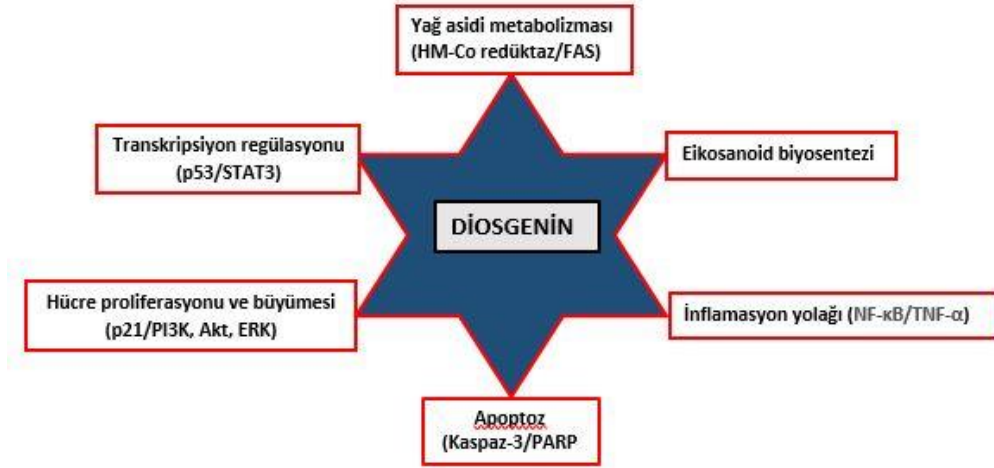 Yağ asidi metabolizması
(HM-Co redüktaz/FAS)
Transkripsiyon regülasyonu
(p53/STAT3)
Eikosanoid biyosentezi
DİOSGENİN
Hücre proliferasyonu ve büyümesi
(p21/PI3K, Akt, ERK)
İnflamasyon yolağı (NF-κB/TNF-α)
Apoptoz
(Kaspaz-3/PARP